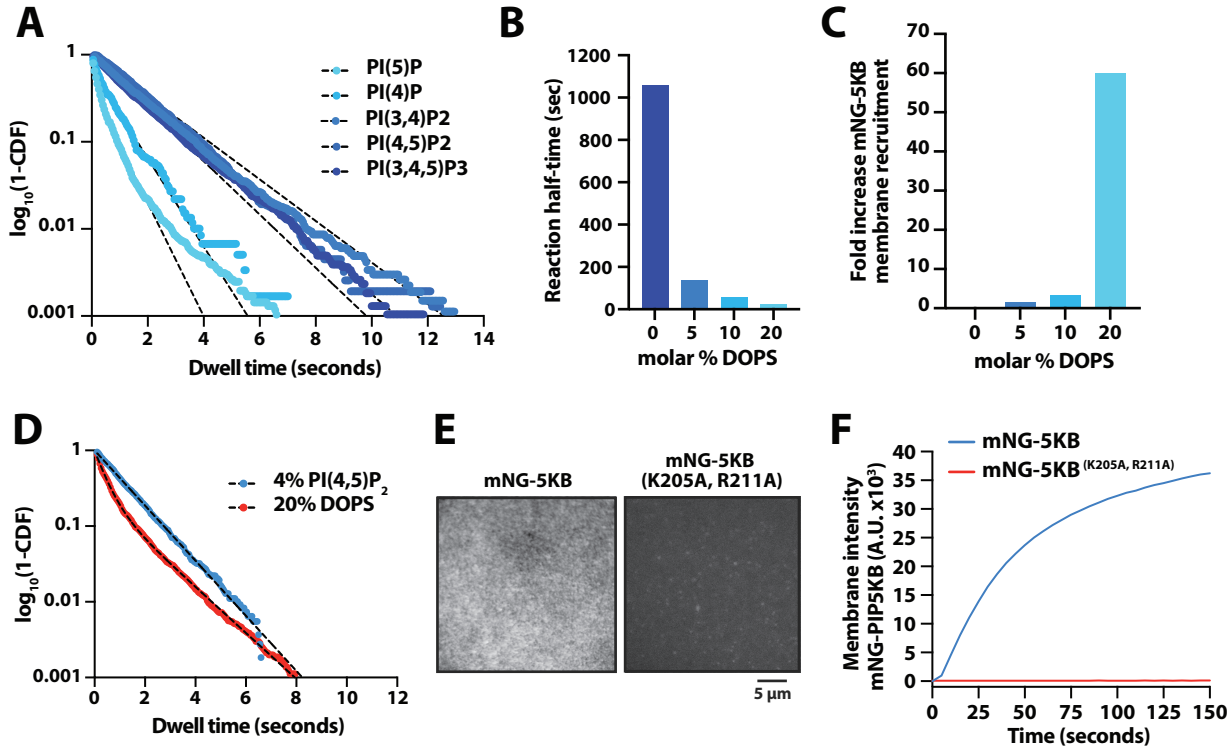 A
log10(1-CDF)
1
0.1
0.01
0.001
PI(5)P
PI(4)P
PI(3,4)P2
PI(4,5)P2
PI(3,4,5)P3
0 2 4 6 8 10 12 14
Dwell time (seconds)
B
Reaction half-time (sec)
1200
1000
800
600
400
200
0
0 5 10 20
molar % DOPS
C
Fold increase mNG-5KB
membrane recruitment
70
60
50
40
30
20
10
0
0 5 10 20
molar % DOPS
D
log10(1-CDF)
1
0.1
0.01
0.001
4% PI(4,5)P2
20% DOPS
0 2 4 6 8 10 12
Dwell time (seconds)
E
mNG-5KB
mNG-5KB
(K205A, R211A)
5 μm
F
mNG-5KB
mNG-5KB(K205A, R211A)
Membrane intensity
mNG-PIP5KB (A.U. x10³)
40
35
30
25
20
15
10
5
0
0 25 50 75 100 125 150
Time (seconds)